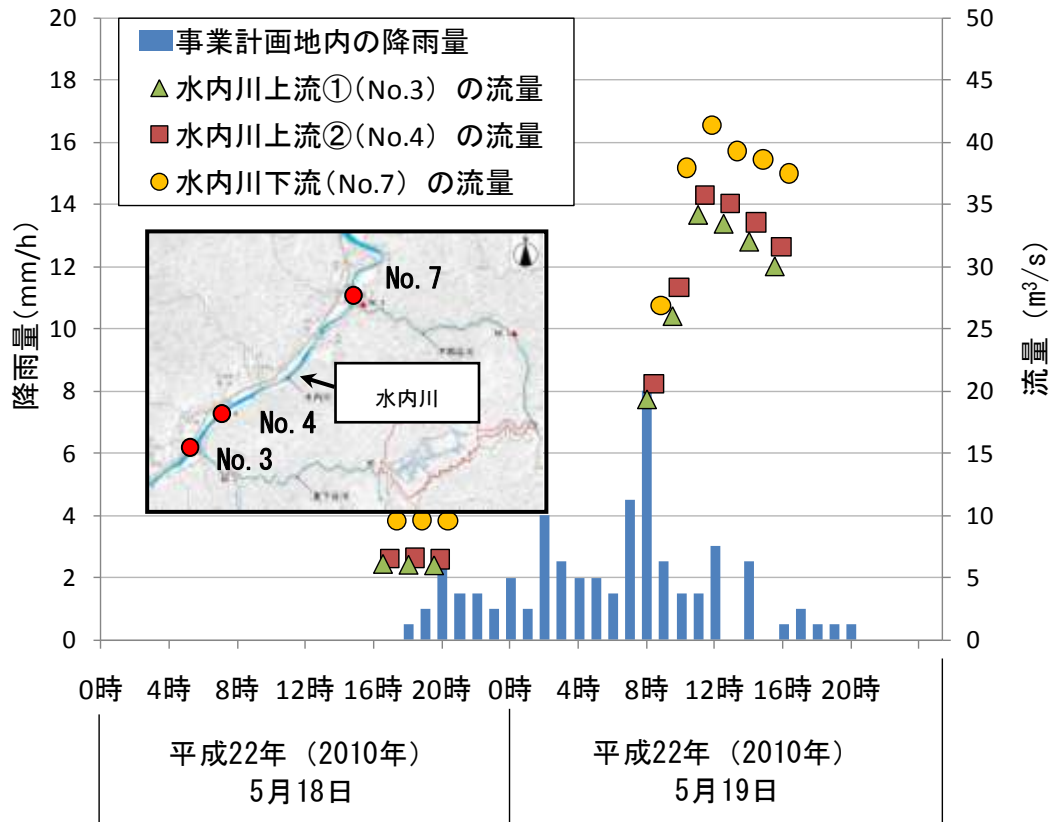 事業計画地内の降雨量
水内川上流①(No.3) の流量
水内川上流②(No.4) の流量
水内川下流(No.7) の流量
降雨量(mm/h)
20
18
16
14
12
10
8
6
4
2
0
流量 (m³/s)
50
45
40
35
30
25
20
15
10
5
0
No. 7
水内川
No. 4
No. 3
0時 4時 8時 12時 16時 20時 0時 4時 8時 12時 16時 20時
平成22年 (2010年)
5月18日
平成22年 (2010年)
5月19日